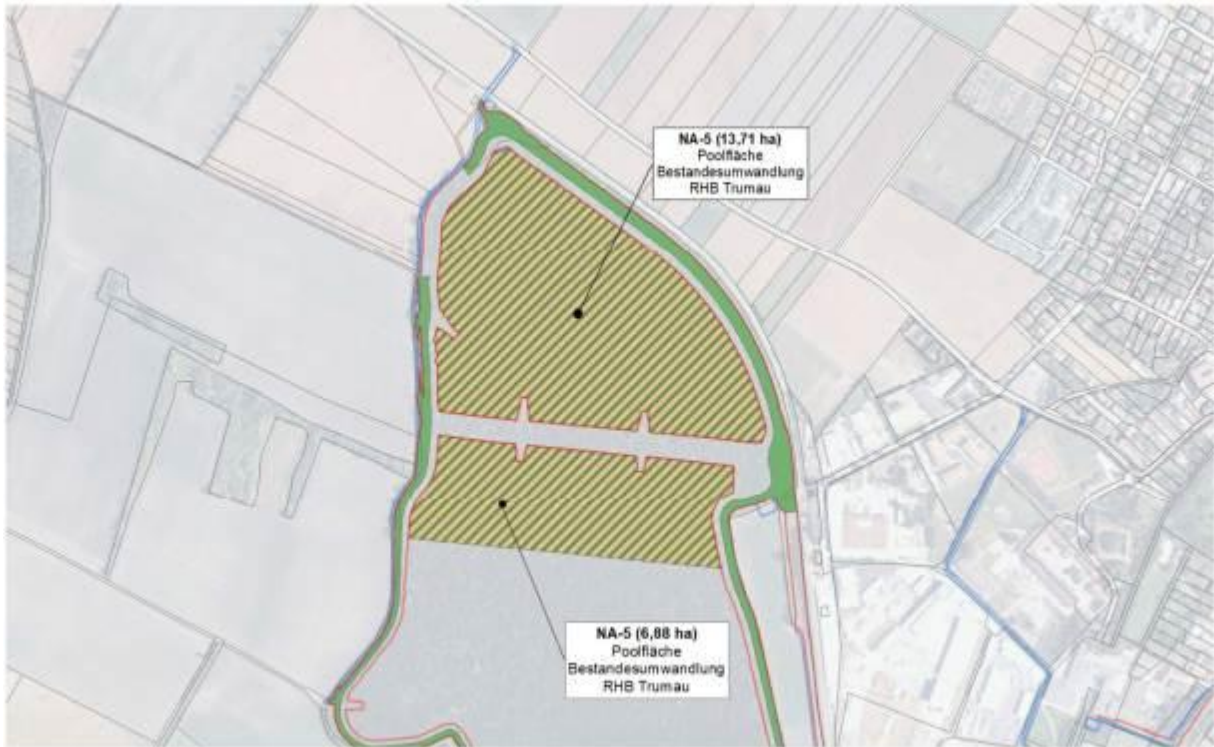 NA-5 (13,71 ha)
Poolfläche
Bestandesumwandlung
RHB Trumau
NA-5 (6,88 ha)
Poolfläche
Bestandesumwandlung
RHB Trumau